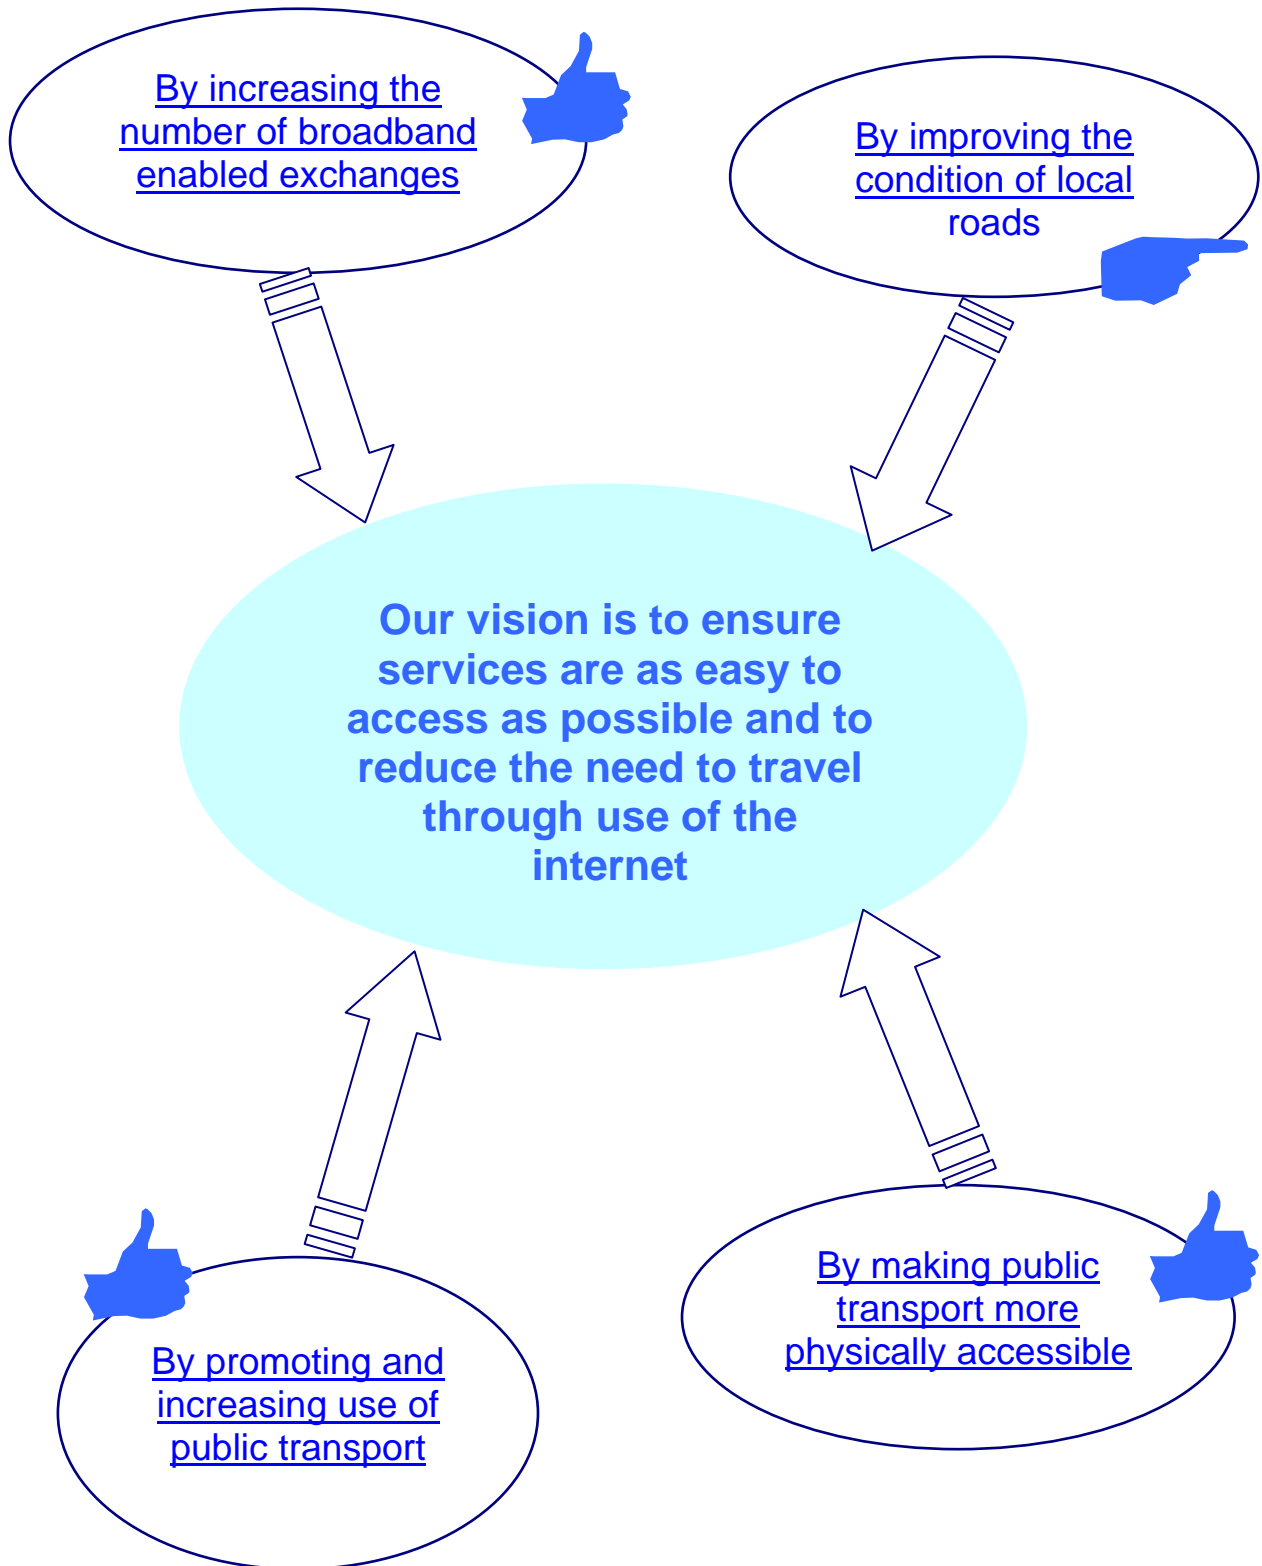 By increasing the
number of broadband
enabled exchanges
By improving the
condition of local
roads
Our vision is to ensure
services are as easy to
access as possible and to
reduce the need to travel
through use of the
internet
By promoting and
increasing use of
public transport
By making public
transport more
physically accessible